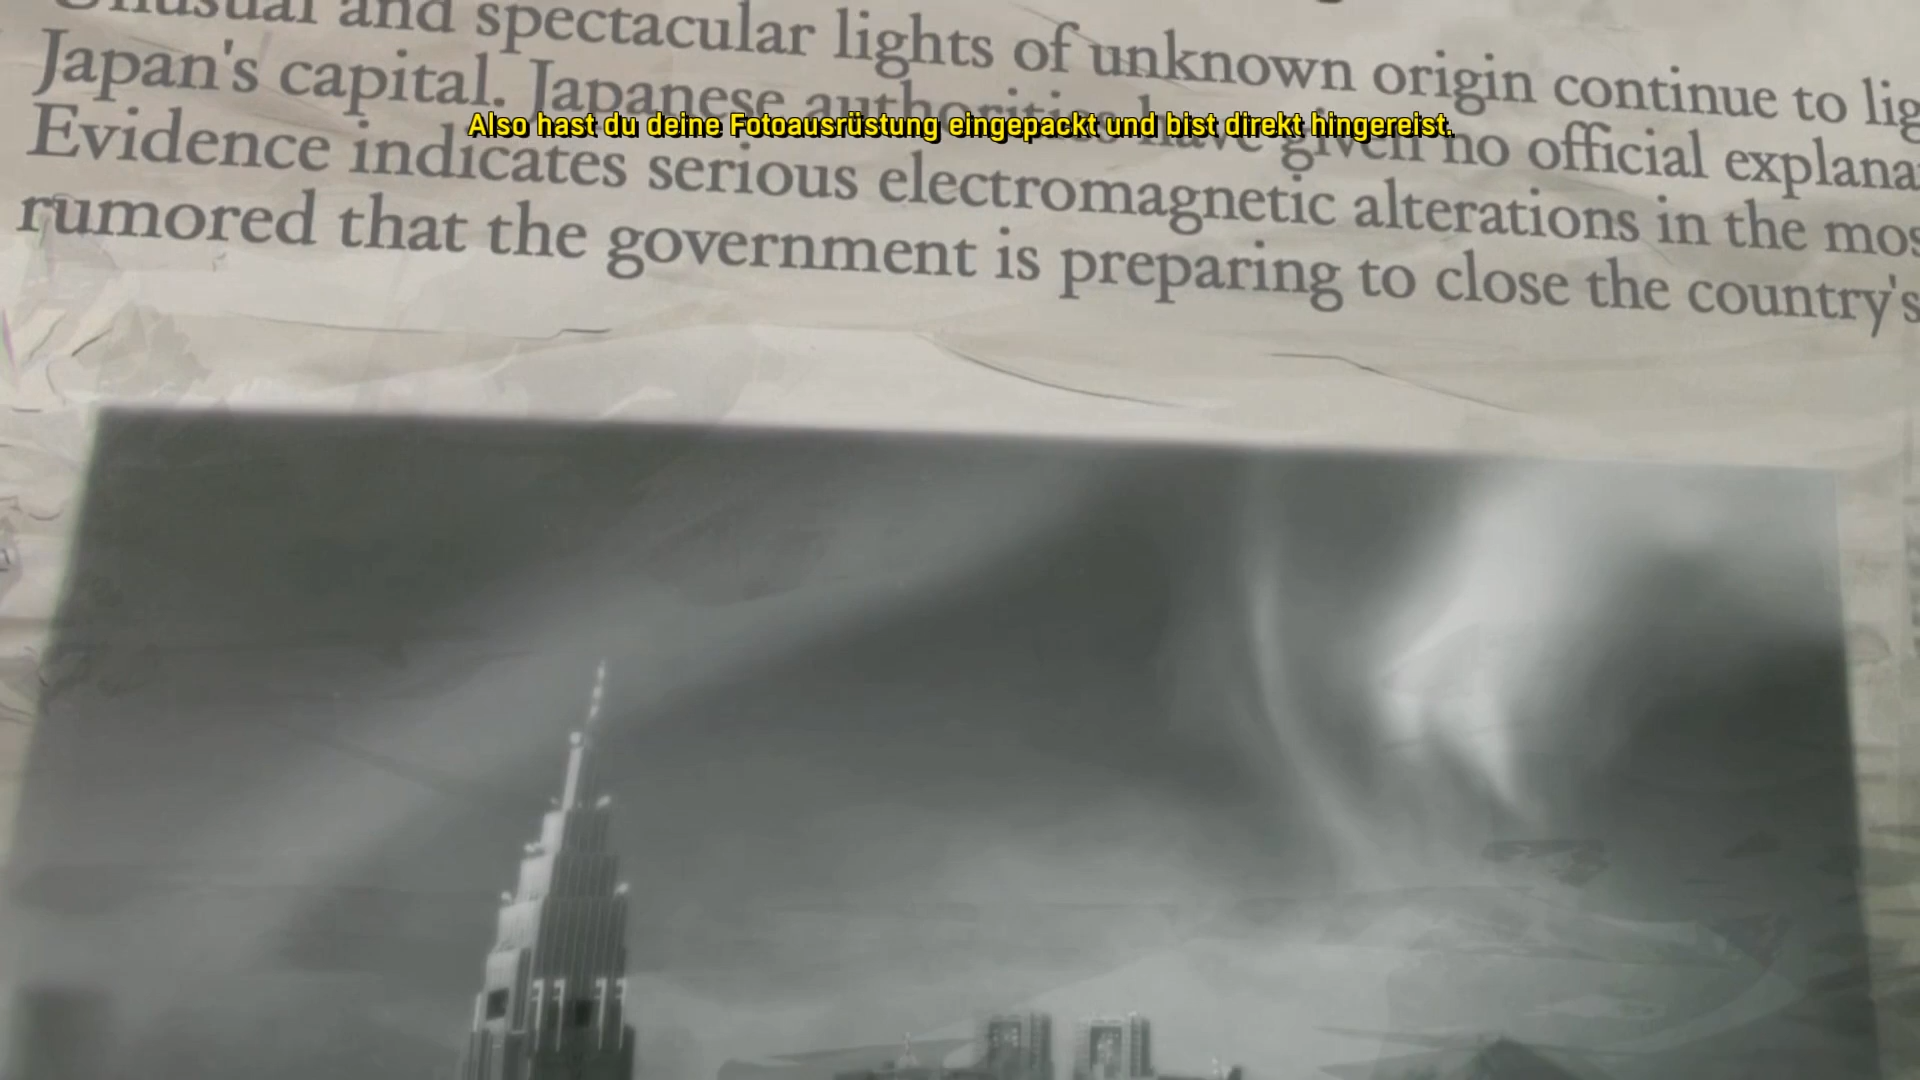 Unusual and spectacular lights of unknown origin continue to lig
Japan's capital. Japanese authorities have given no official explana
Also hast du deine Fotoausrüstung eingepackt und bist direkt hingereist.
Evidence indicates serious electromagnetic alterations in the mos
rumored that the government is preparing to close the country's